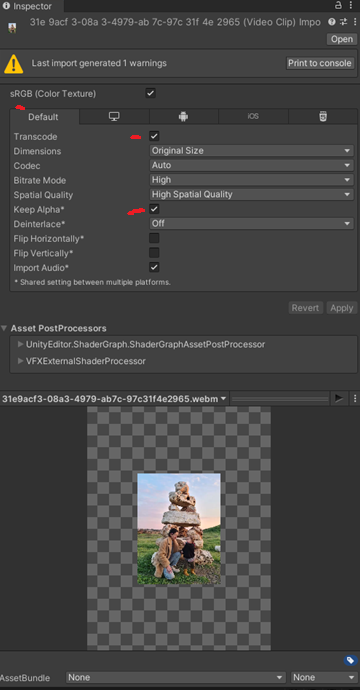 Inspector
31e 9acf 3-08a 3-4979-ab 7c-97c 31f 4e 2965 (Video Clip) Impo
Open
Last import generated 1 warnings
Print to console
sRGB (Color Texture)
Default
iOS
Transcode
Dimensions Original Size
Codec Auto
Bitrate Mode High
Spatial Quality High Spatial Quality
Keep Alpha*
Deinterlace* Off
Flip Horizontally*
Flip Vertically*
Import Audio*
* Shared setting between multiple platforms.
Revert Apply
Asset PostProcessors
UnityEditor.ShaderGraph.ShaderGraphAssetPostProcessor
VFXExternalShaderProcessor
31e9acf3-08a3-4979-ab7c-97c31f4e2965.webm
AssetBundle None None